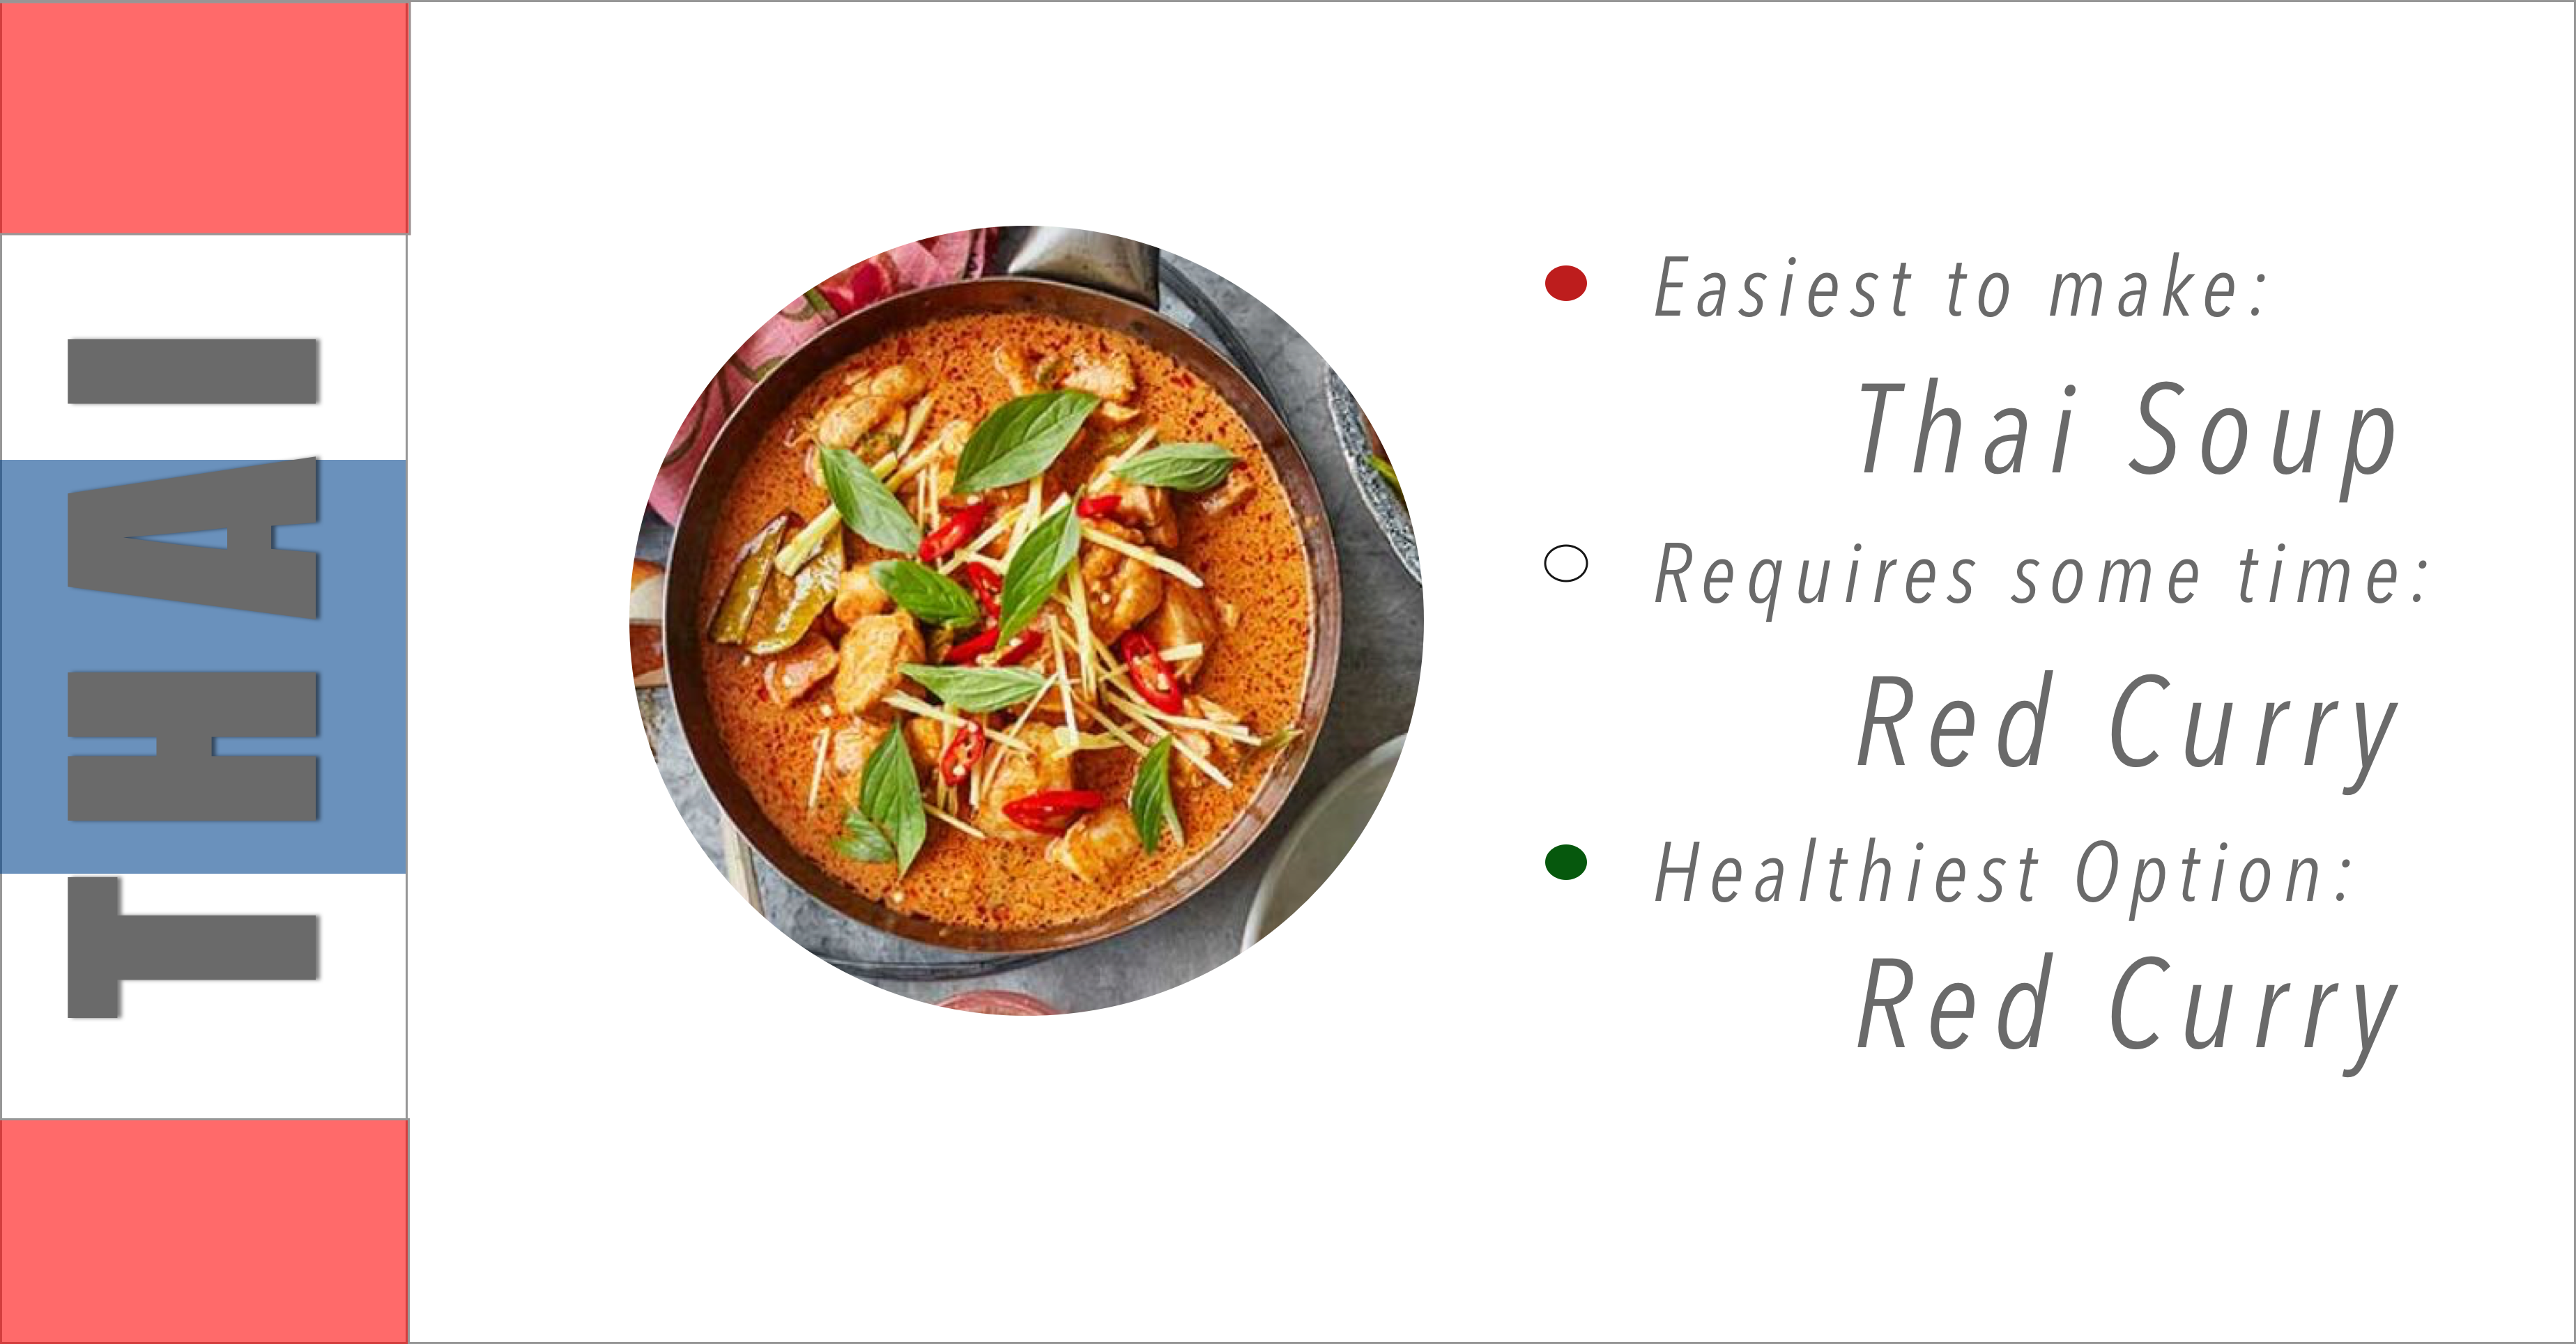 THAI
Easiest to make:
Thai Soup
Requires some time:
Red Curry
Healthiest Option:
Red Curry